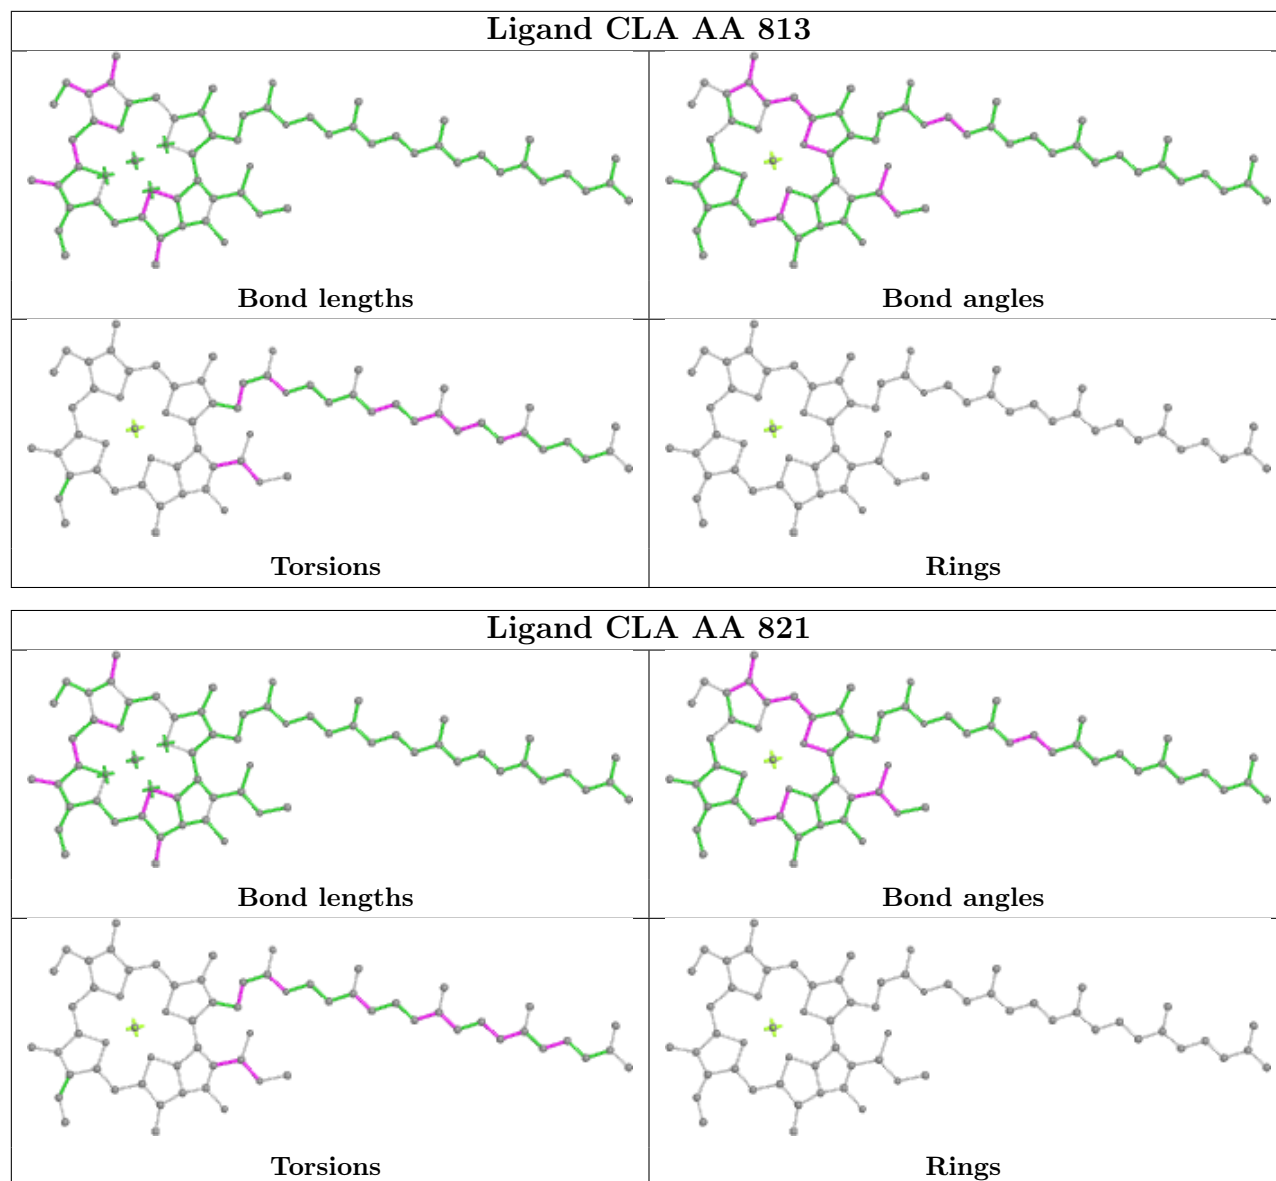 Ligand CLA AA 813
Bond lengths
Bond angles
Torsions
Rings
Ligand CLA AA 821
Bond lengths
Bond angles
Torsions
Rings